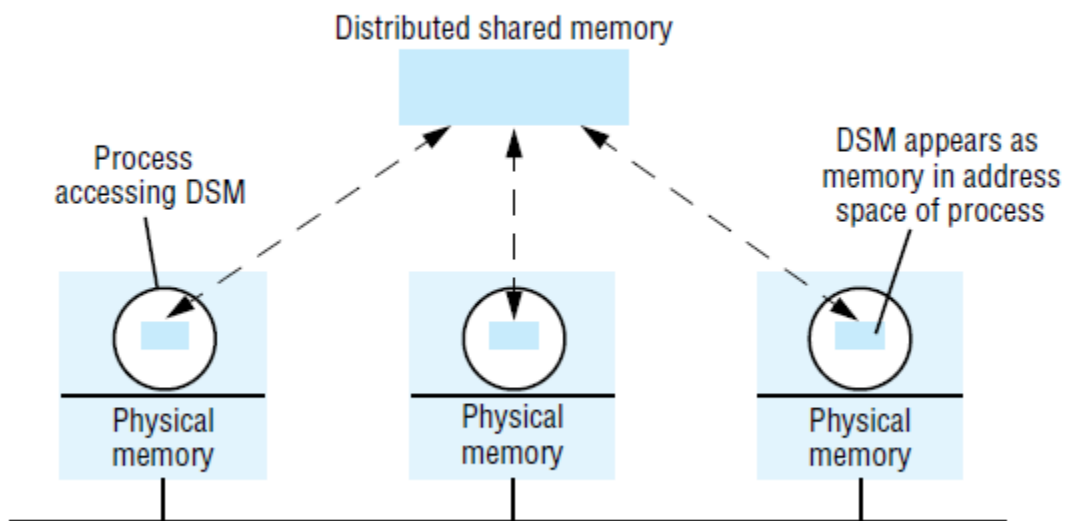 Distributed shared memory
Process
accessing DSM
DSM appears as
memory in address
space of process
Physical
memory
Physical
memory
Physical
memory